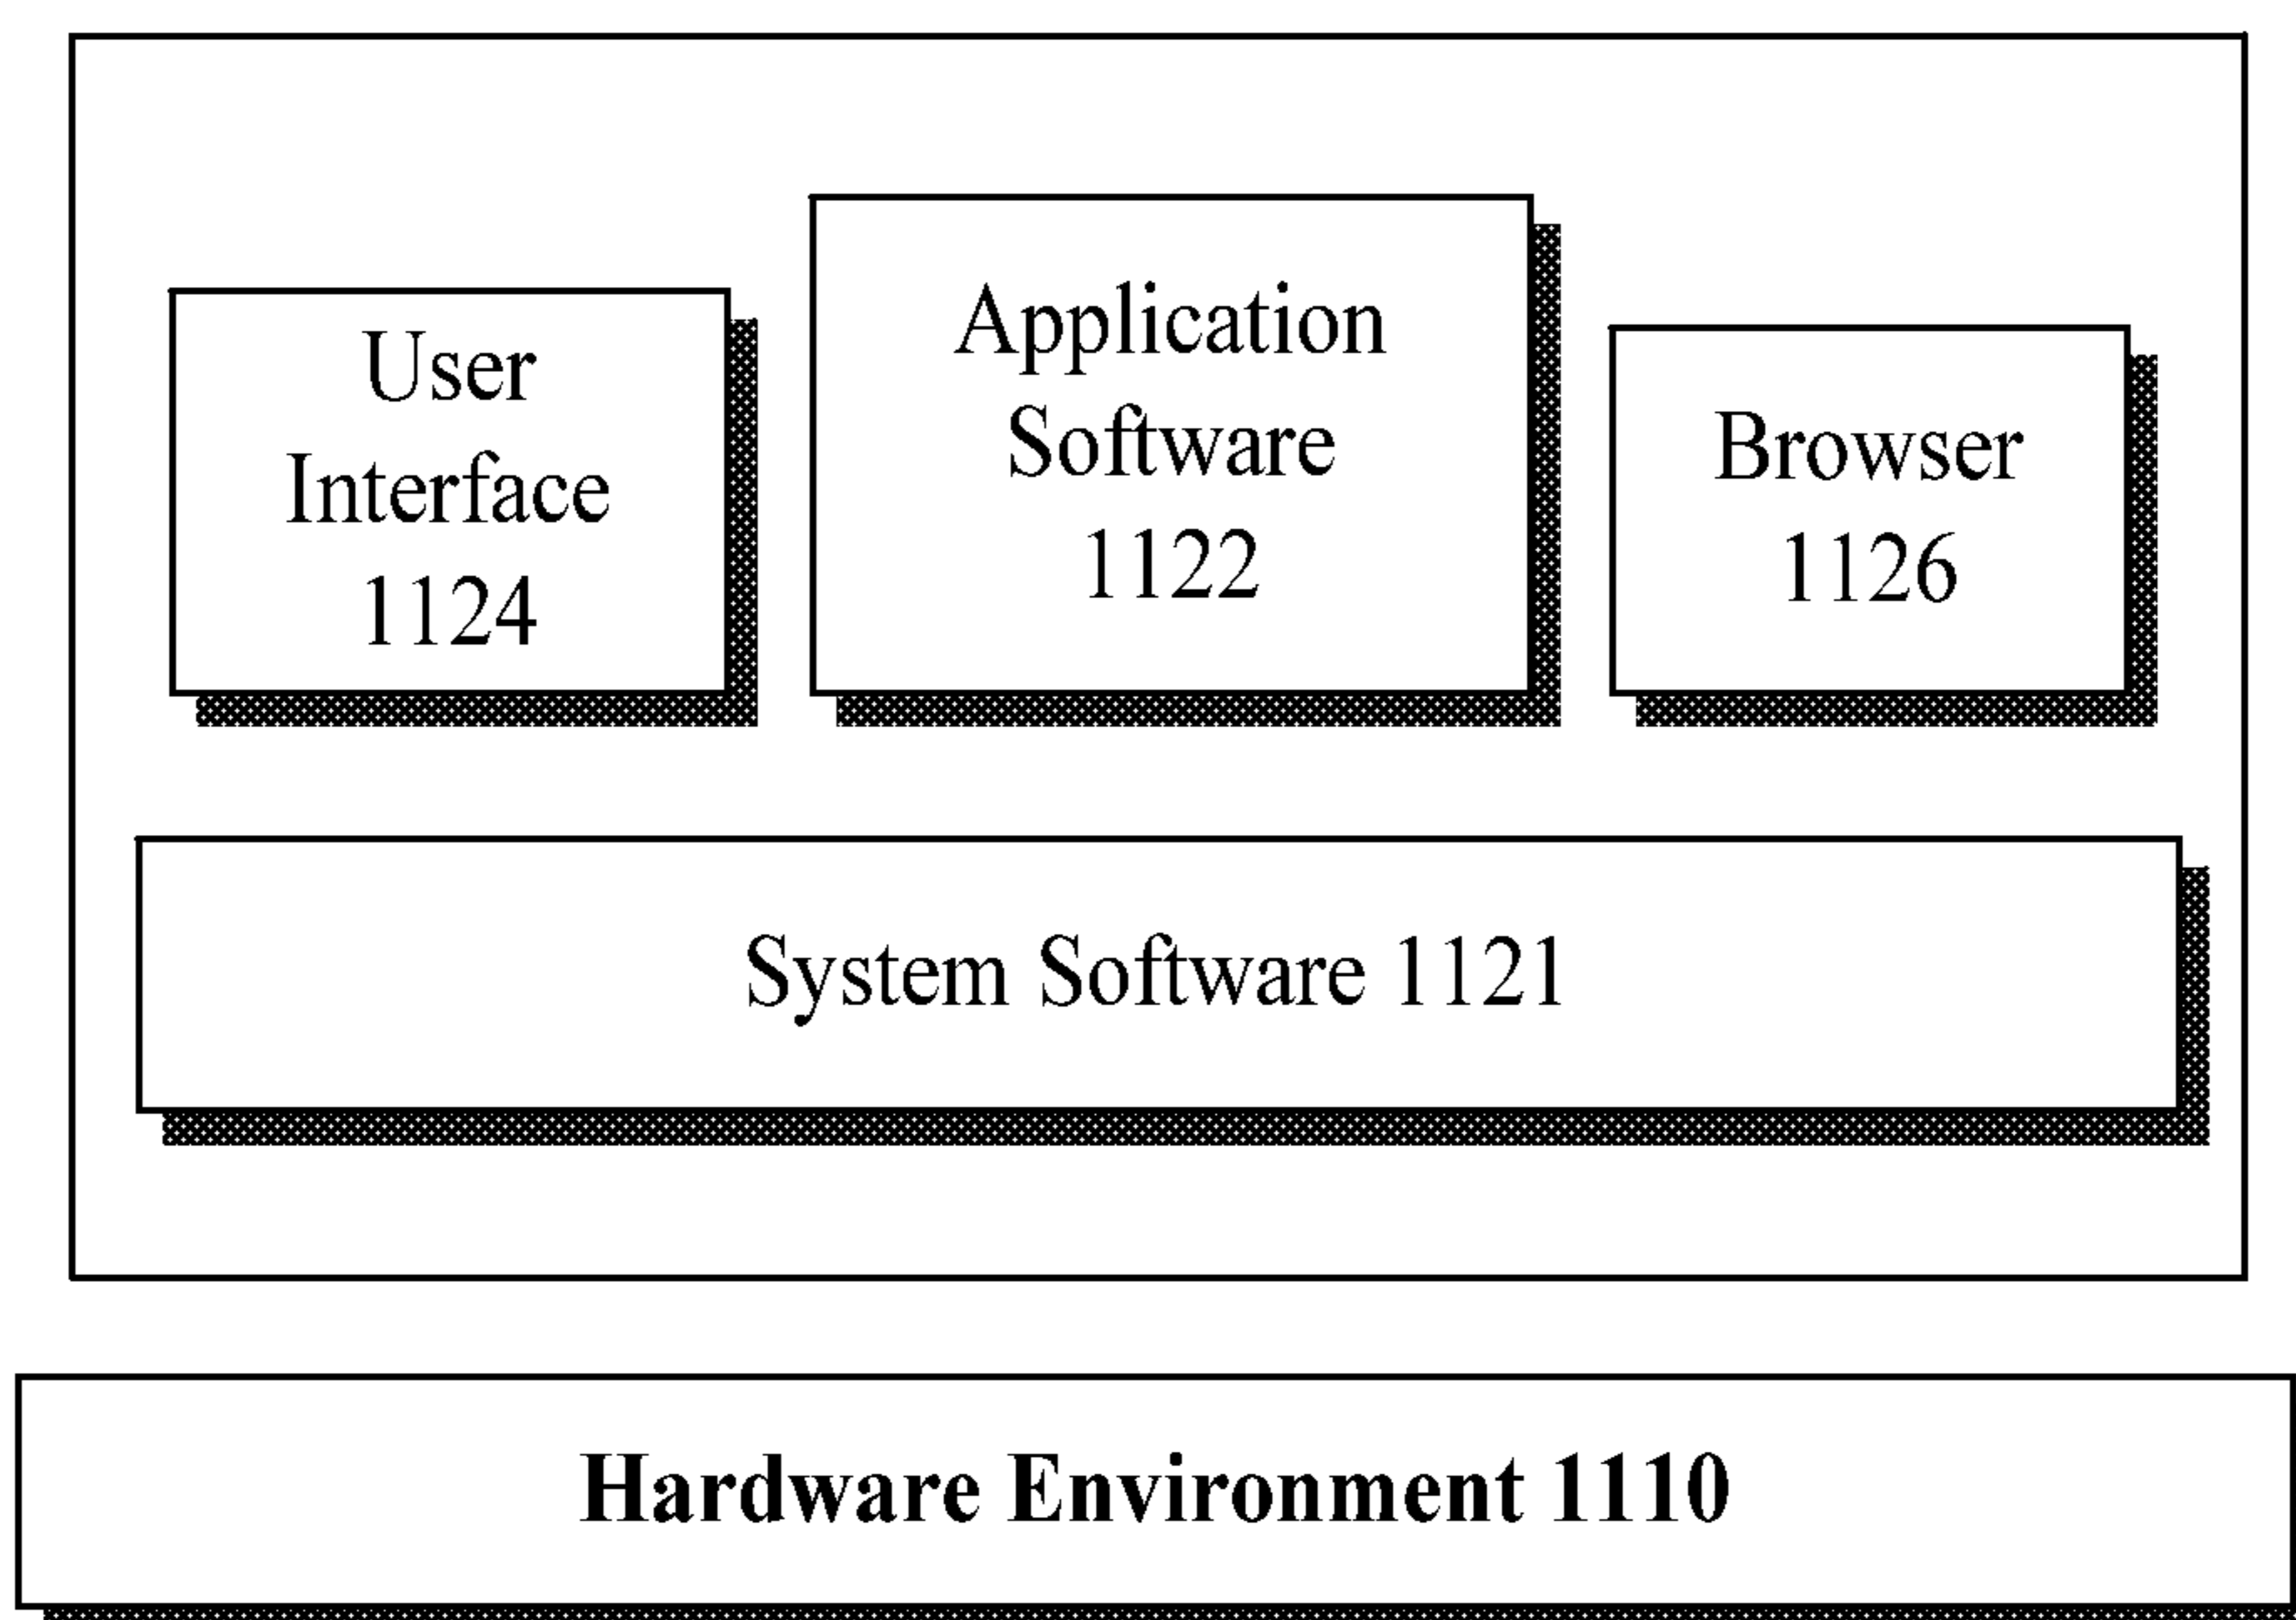 User
Interface
1124
Application
Software
1122
Browser
1126
System Software 1121
Hardware Environment 1110